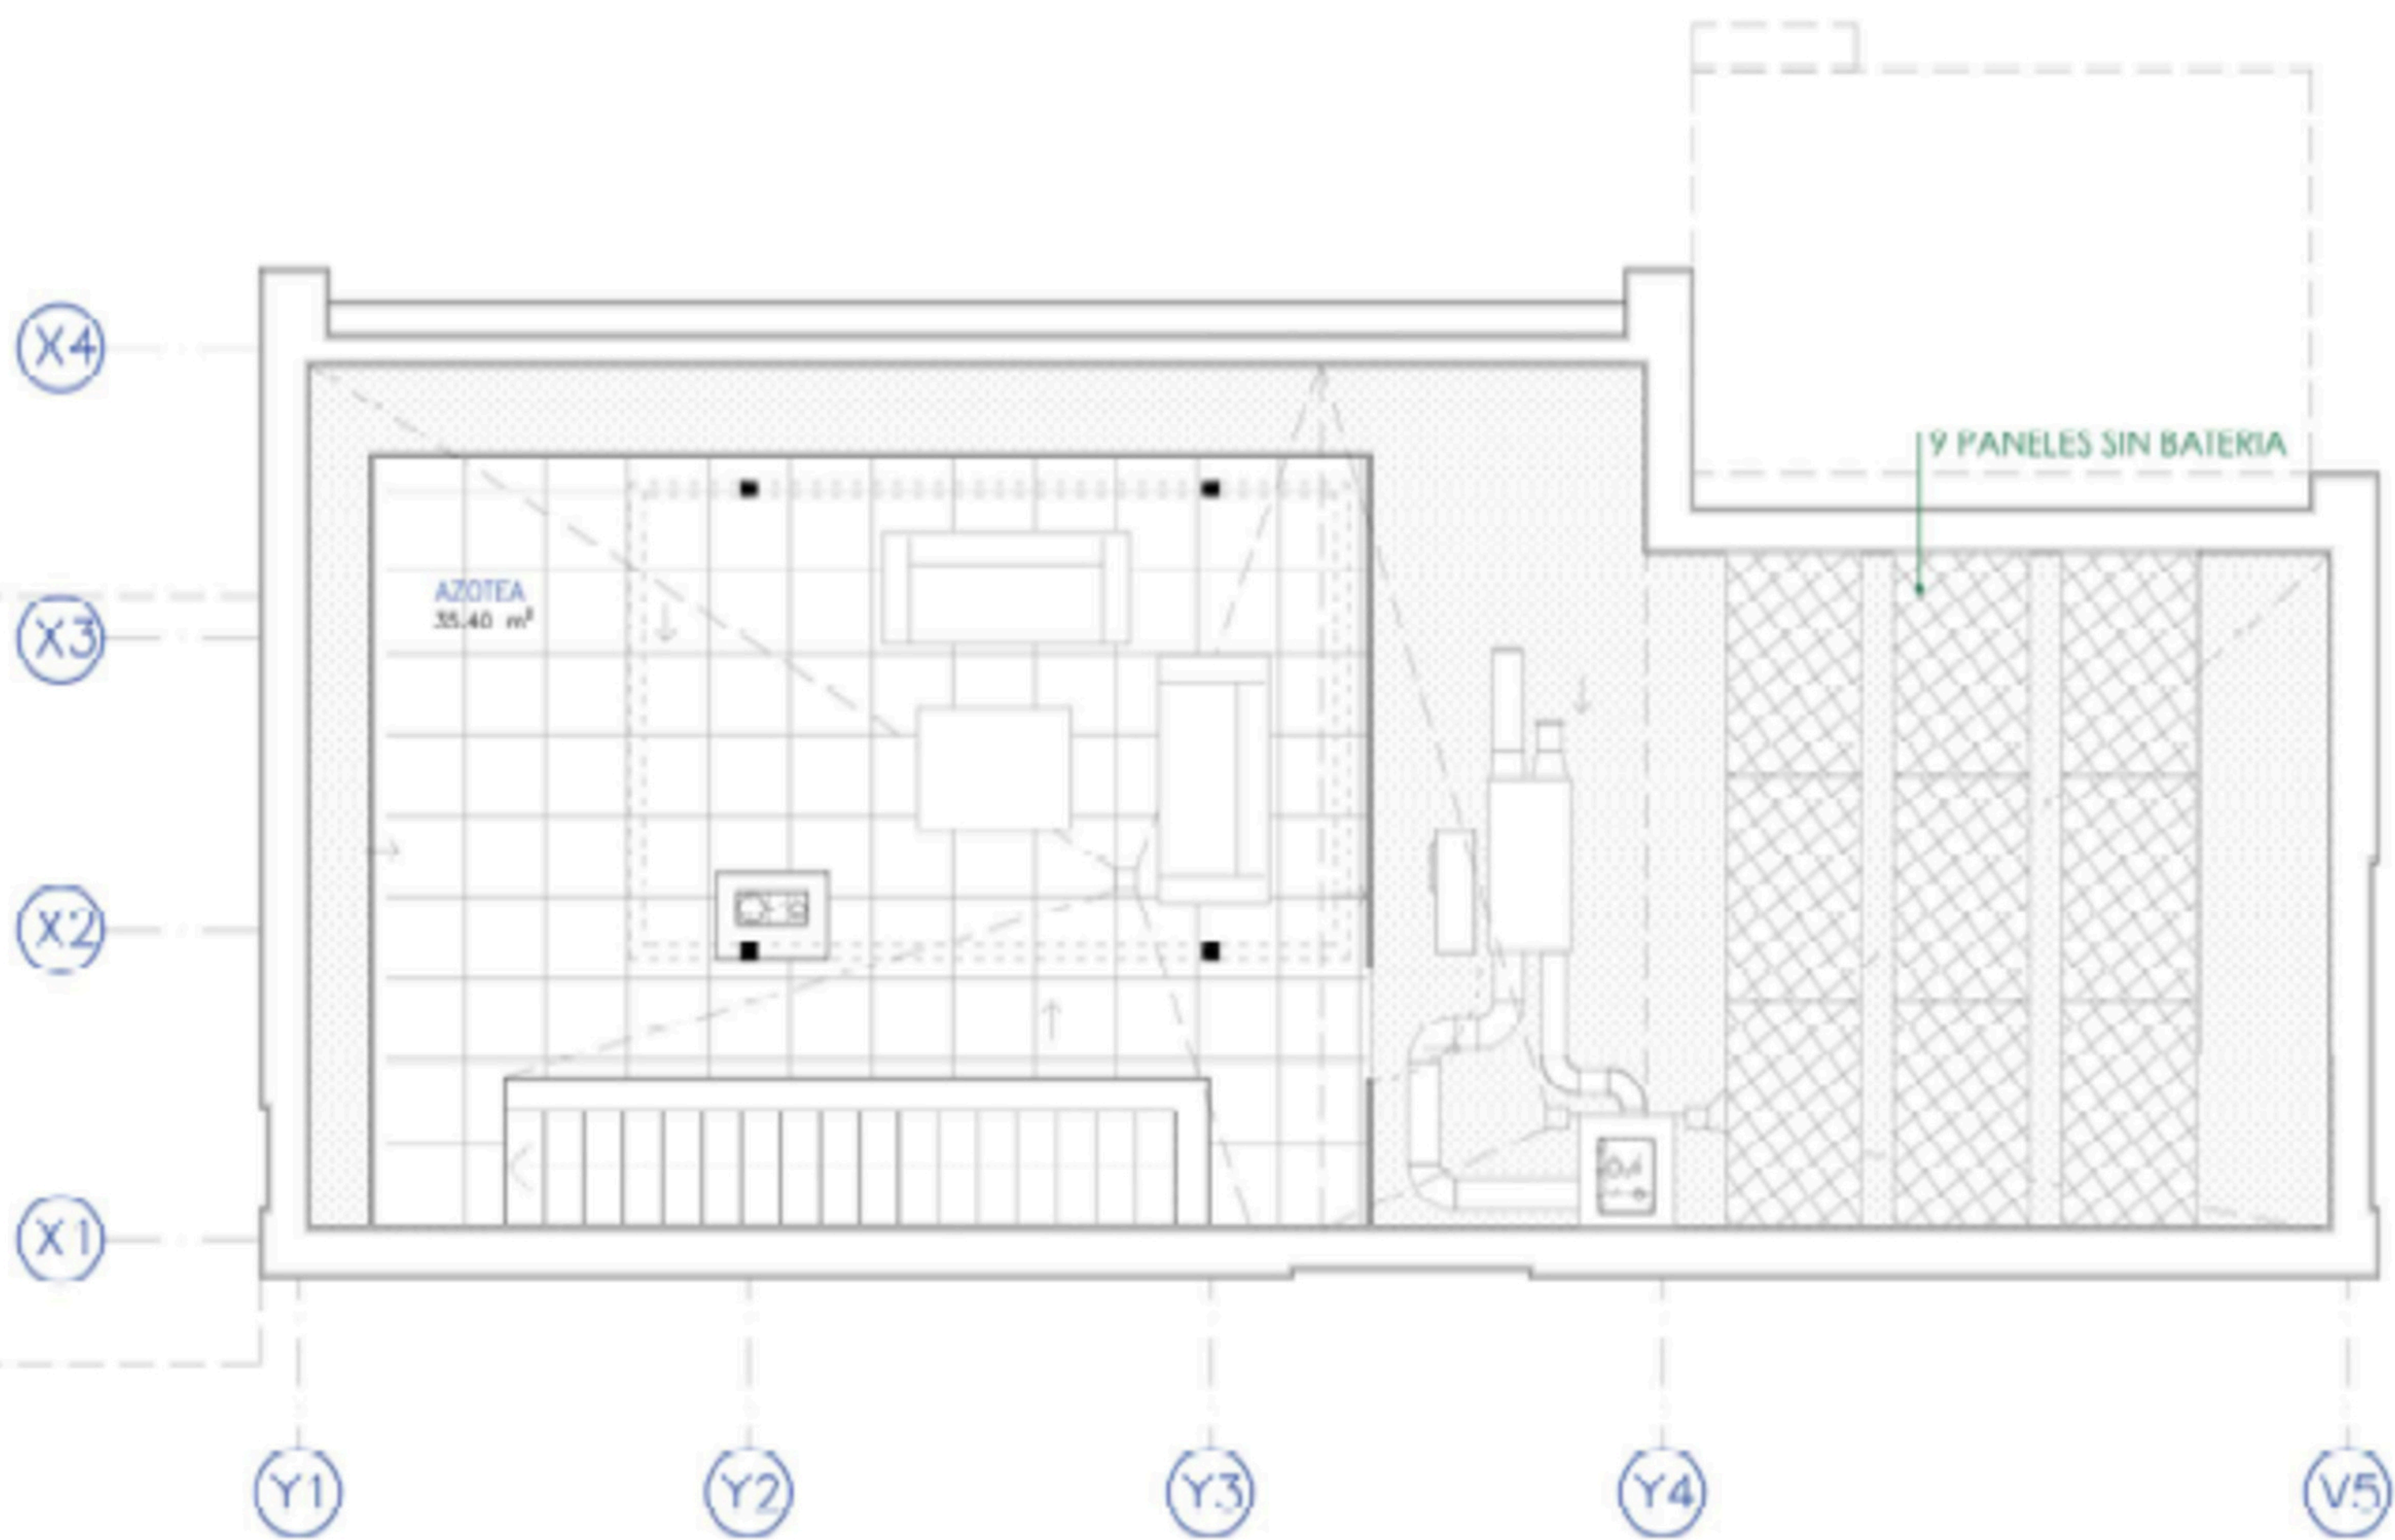 X4
9 PANELES SIN BATERIA
AZOTEA
35.40 m²
X3
X2
X1
Y1
Y2
Y3
Y4
V5